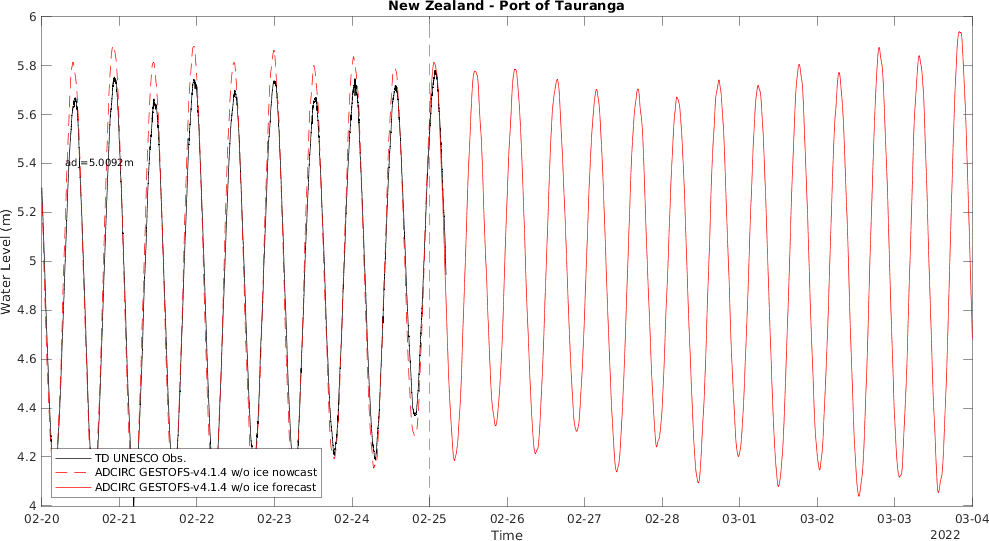 New Zealand - Port of Tauranga
6
5.8
5.6
5.4
5.2
5
4.8
4.6
4.4
4.2
4
Water Level (m)
adj=5.0092m
TD UNESCO Obs.
ADCIRC GESTOFS-v4.1.4 w/o ice nowcast
ADCIRC GESTOFS-v4.1.4 w/o ice forecast
02-20 02-21 02-22 02-23 02-24 02-25 02-26 02-27 02-28 03-01 03-02 03-03 03-04
Time
2022